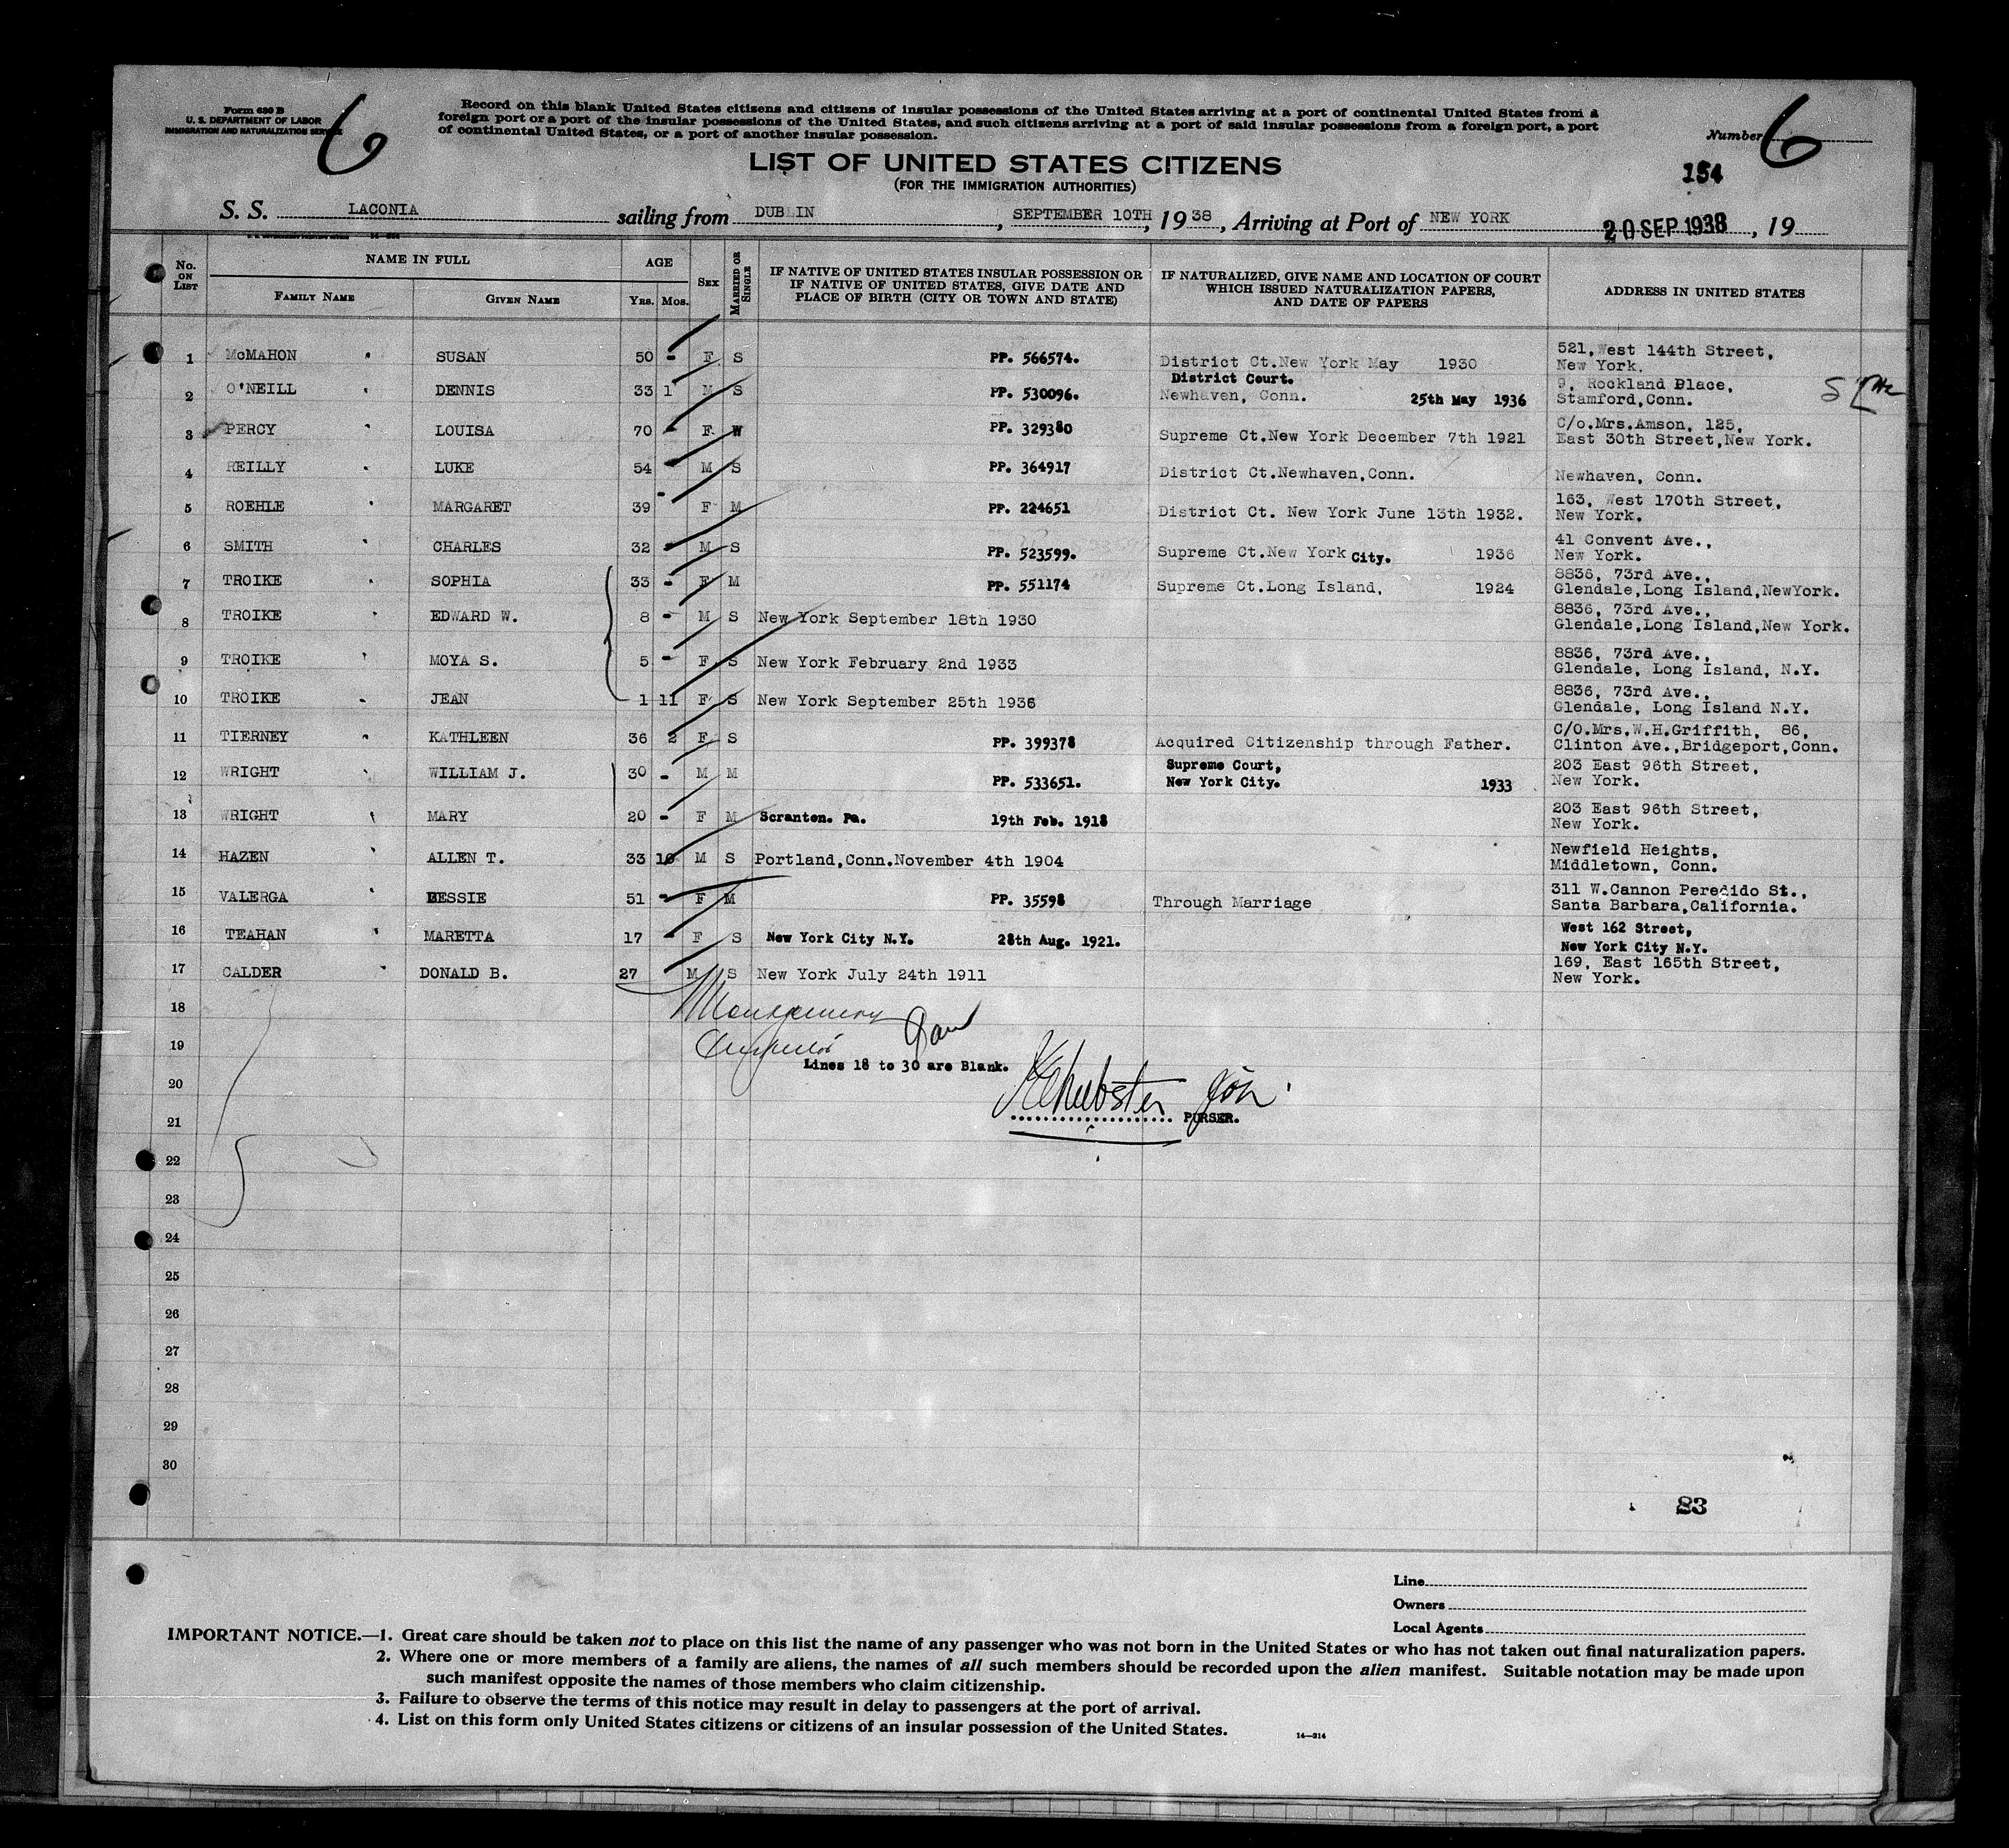 Form 630 B
U. S. DEPARTMENT OF LABOR
IMMIGRATION AND NATURALIZATION SERVICE
6
Record on this blank United States citizens and citizens of insular possessions of the United States arriving at a port of continental United States from a
foreign port or a port of the insular possessions of the United States, and such citizens arriving at a port of said insular possessions from a foreign port, a port
of continental United States, or a port of another insular possession.
Number 6
LIST OF UNITED STATES CITIZENS
(FOR THE IMMIGRATION AUTHORITIES)
154
S. S. LACONIA sailing from DUBLIN, SEPTEMBER 10TH, 1938, Arriving at Port of NEW YORK 20 SEP 1938, 19
No. ON LIST NAME IN FULL AGE SEX MARRIED OR SINGLE
FAMILY NAME GIVEN NAME YRS. MOS.
IF NATIVE OF UNITED STATES INSULAR POSSESSION OR
IF NATIVE OF UNITED STATES, GIVE DATE AND
PLACE OF BIRTH (CITY OR TOWN AND STATE)
IF NATURALIZED, GIVE NAME AND LOCATION OF COURT
WHICH ISSUED NATURALIZATION PAPERS,
AND DATE OF PAPERS
ADDRESS IN UNITED STATES
1 McMAHON SUSAN 50 - F S PP. 566574. District Ct.New York May 1930 521,West 144th Street,
New York.
2 O'NEILL DENNIS 33 1 M S PP. 530096. District Court.
Newhaven, Conn. 25th May 1936 9, Rockland Place,
Stamford,Conn.
3 PERCY LOUISA 70 - F W PP. 329380 Supreme Ct.New York December 7th 1921 C/o.Mrs.Amson, 125,
East 30th Street,New York.
4 REILLY LUKE 54 - M S PP. 364917 District Ct.Newhaven,Conn. Newhaven, Conn.
5 ROEHLE MARGARET 39 - F M PP. 224651 District Ct. New York June 13th 1932. 163, West 170th Street,
New York.
6 SMITH CHARLES 32 - M S PP. 523599. Supreme Ct.New York City. 1936 41 Convent Ave.,
New York.
7 TROIKE SOPHIA 33 - F M PP. 551174 Supreme Ct.Long Island, 1924 8836, 73rd Ave.,
Glendale,Long Island,NewYork.
8 TROIKE EDWARD W. 8 - M S New York September 18th 1930 8836, 73rd Ave.,
Glendale,Long Island,New York.
9 TROIKE MOYA S. 5 - F S New York February 2nd 1933 8836, 73rd Ave.,
Glendale, Long Island, N.Y.
10 TROIKE JEAN 1 11 F S New York September 25th 1936 8836, 73rd Ave.,
Glendale, Long Island N.Y.
11 TIERNEY KATHLEEN 36 2 F S PP. 399378 Acquired Citizenship through Father. C/O.Mrs.W.H.Griffith, 86,
Clinton Ave.,Bridgeport,Conn.
12 WRIGHT WILLIAM J. 30 - M M PP. 533651. Supreme Court,
New York City. 1933 203 East 96th Street,
New York.
13 WRIGHT MARY 20 - F M Scranton. Pa. 19th Feb. 1918 203 East 96th Street,
New York.
14 HAZEN ALLEN T. 33 10 M S Portland,Conn.November 4th 1904 Newfield Heights,
Middletown, Conn.
15 VALERGA BESSIE 51 - F M PP. 35598 Through Marriage 311 W.Cannon Peredido St.,
Santa Barbara,California.
16 TEAHAN MARETTA 17 - F S New York City N.Y. 28th Aug. 1921. West 162 Street,
New York City N.Y.
17 CALDER DONALD B. 27 M S New York July 24th 1911 169, East 165th Street,
New York.
18
Montgomery
19
Lines 18 to 30 are Blank.
20
21
PURSER.
22
23
24
25
26
27
28
29
30
83
Line
Owners
Local Agents
IMPORTANT NOTICE.—1. Great care should be taken not to place on this list the name of any passenger who was not born in the United States or who has not taken out final naturalization papers.
2. Where one or more members of a family are aliens, the names of all such members should be recorded upon the alien manifest. Suitable notation may be made upon
such manifest opposite the names of those members who claim citizenship.
3. Failure to observe the terms of this notice may result in delay to passengers at the port of arrival.
4. List on this form only United States citizens or citizens of an insular possession of the United States.
14—214